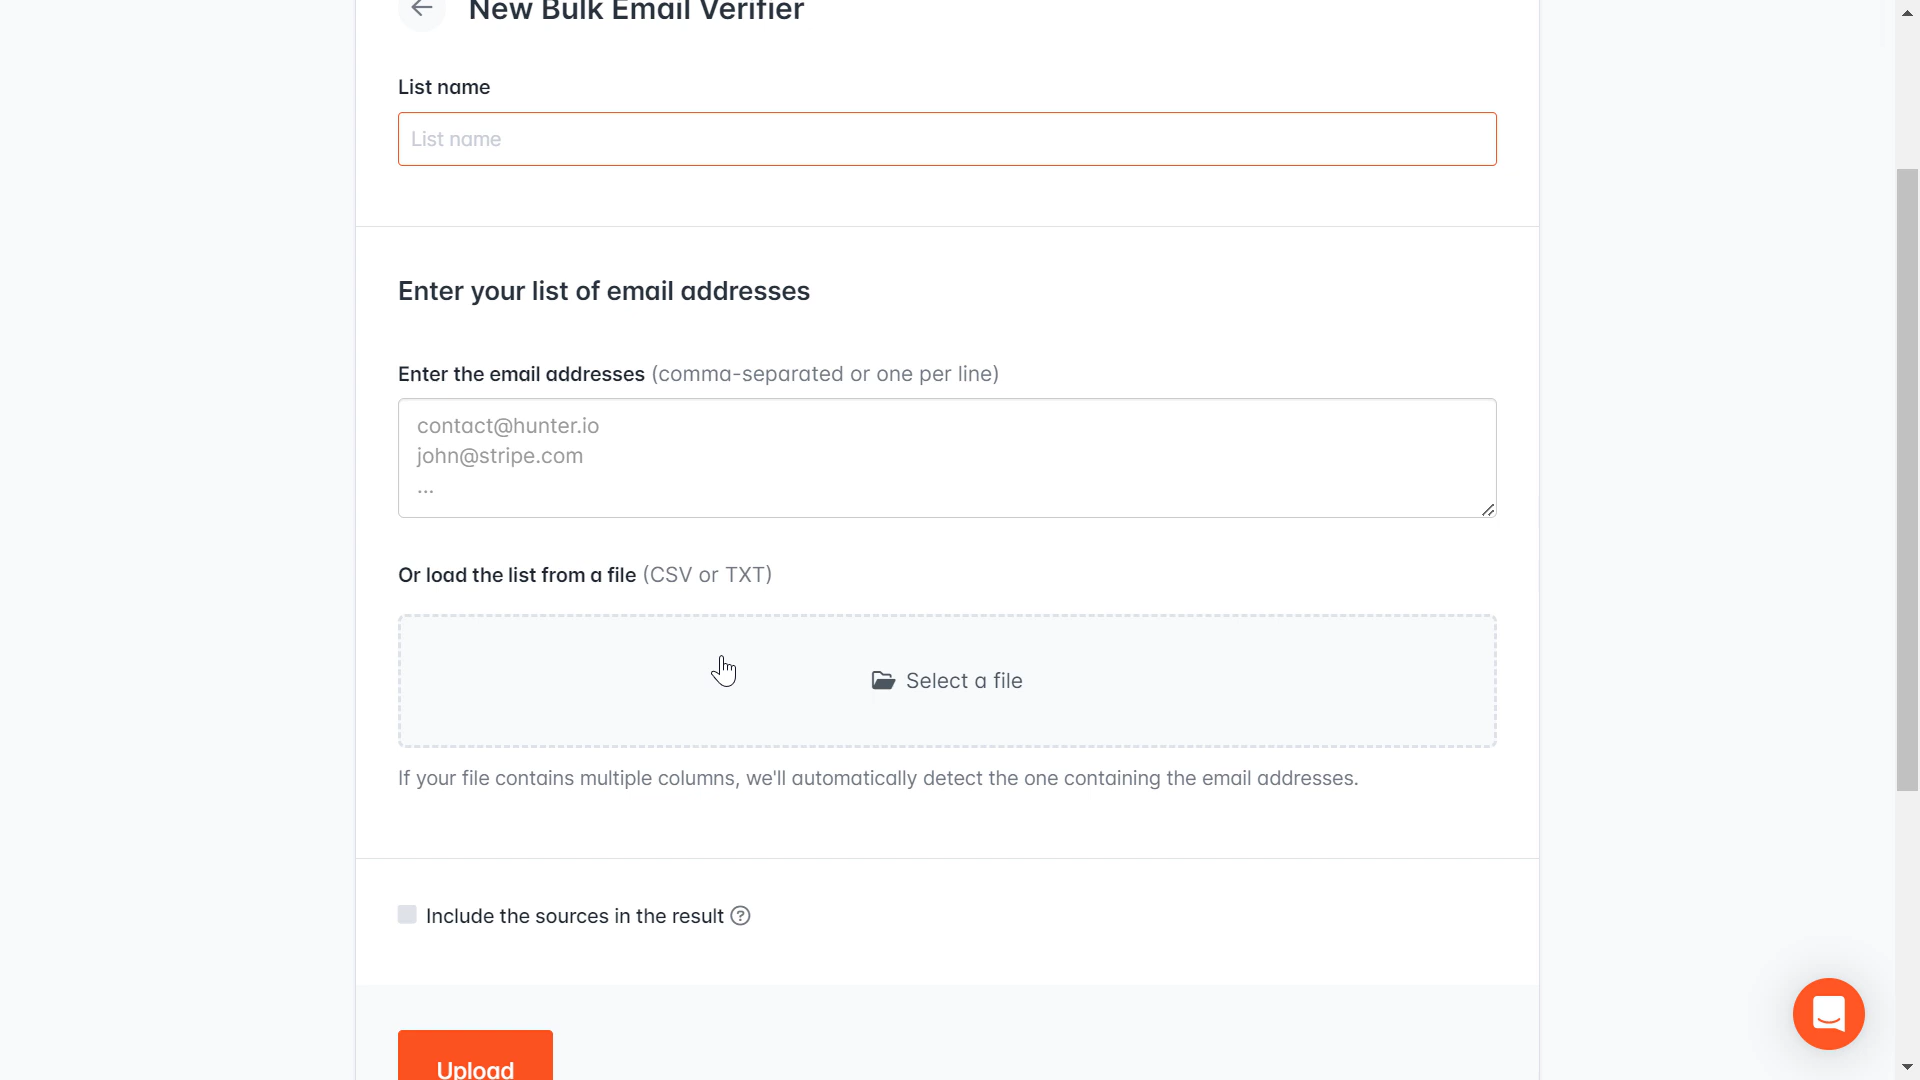 New Bulk Email Verifier
List name
List name
Enter your list of email addresses
Enter the email addresses (comma-separated or one per line)
contact@hunter.io
john@stripe.com
...
Or load the list from a file (CSV or TXT)
Select a file
If your file contains multiple columns, we'll automatically detect the one containing the email addresses.
Include the sources in the result ?
Upload